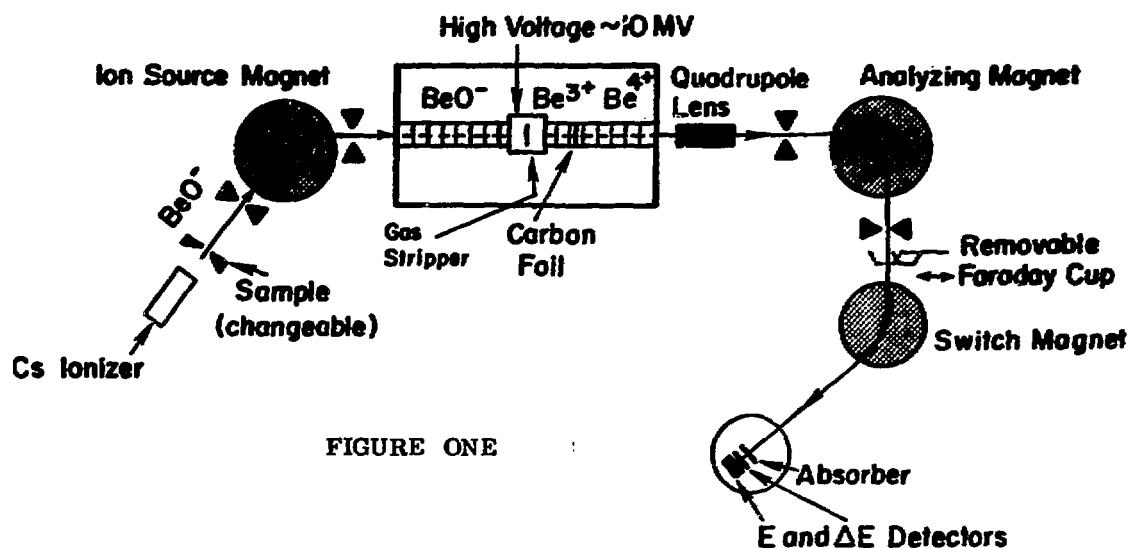 High Voltage ~10 MV
Ion Source Magnet
BeO⁻
Be³⁺ Be⁴⁺
Quadrupole
Lens
Analyzing Magnet
BeO⁻
Gas
Stripper
Carbon
Foil
Removable
Faraday Cup
Sample
(changeable)
Switch Magnet
Cs Ionizer
FIGURE ONE
Absorber
E and ΔE Detectors